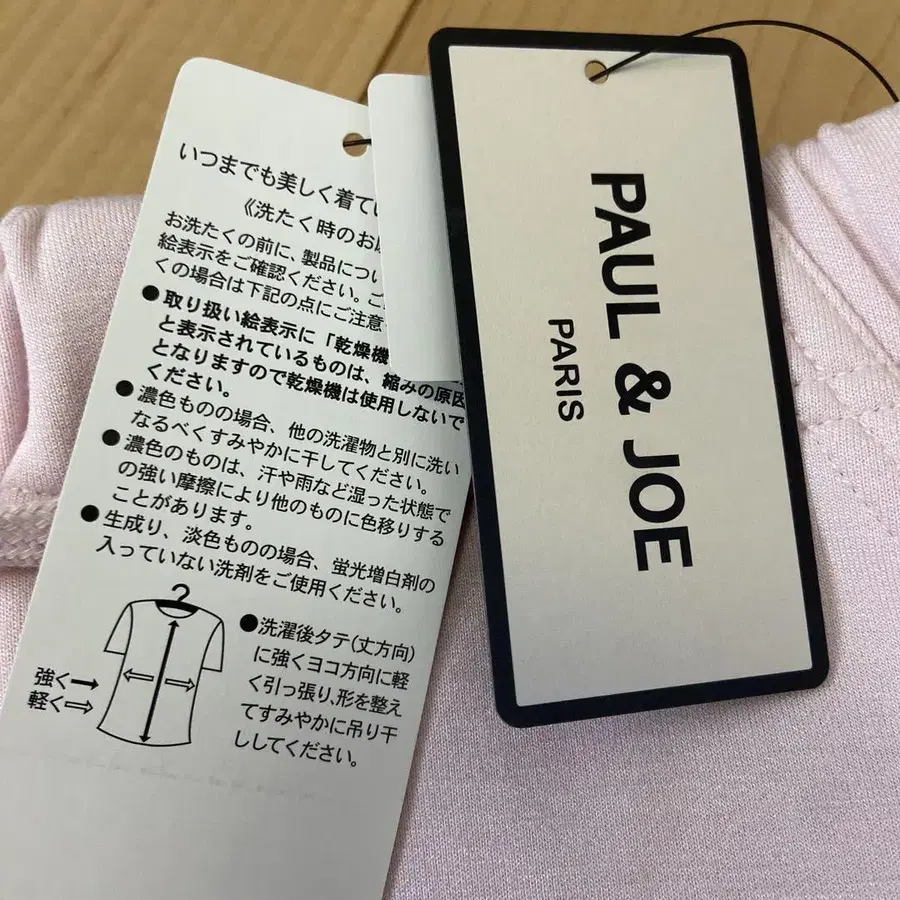 いつまでも美しく着てい
《洗たく時のお
お洗たくの前に、製品につい
絵表示をご確認ください。ご
くの場合は下記の点にご注意
●取り扱い絵表示に「乾燥機
と表示されているものは、縮みの原因
となりますので乾燥機は使用しないで
ください。
●濃色ものの場合、他の洗濯物と別に洗い
なるべくすみやかに干してください。
●濃色のものは、汗や雨など湿った状態で
の強い摩擦により他のものに色移りする
ことがあります。
●生成り、淡色ものの場合、蛍光増白剤の
入っていない洗剤をご使用ください。
●洗濯後タテ(丈方向)
に強くヨコ方向に軽
く引っ張り、形を整え
てすみやかに吊り干
ししてください。
強く→
軽く⇨
PAUL & JOE
PARIS